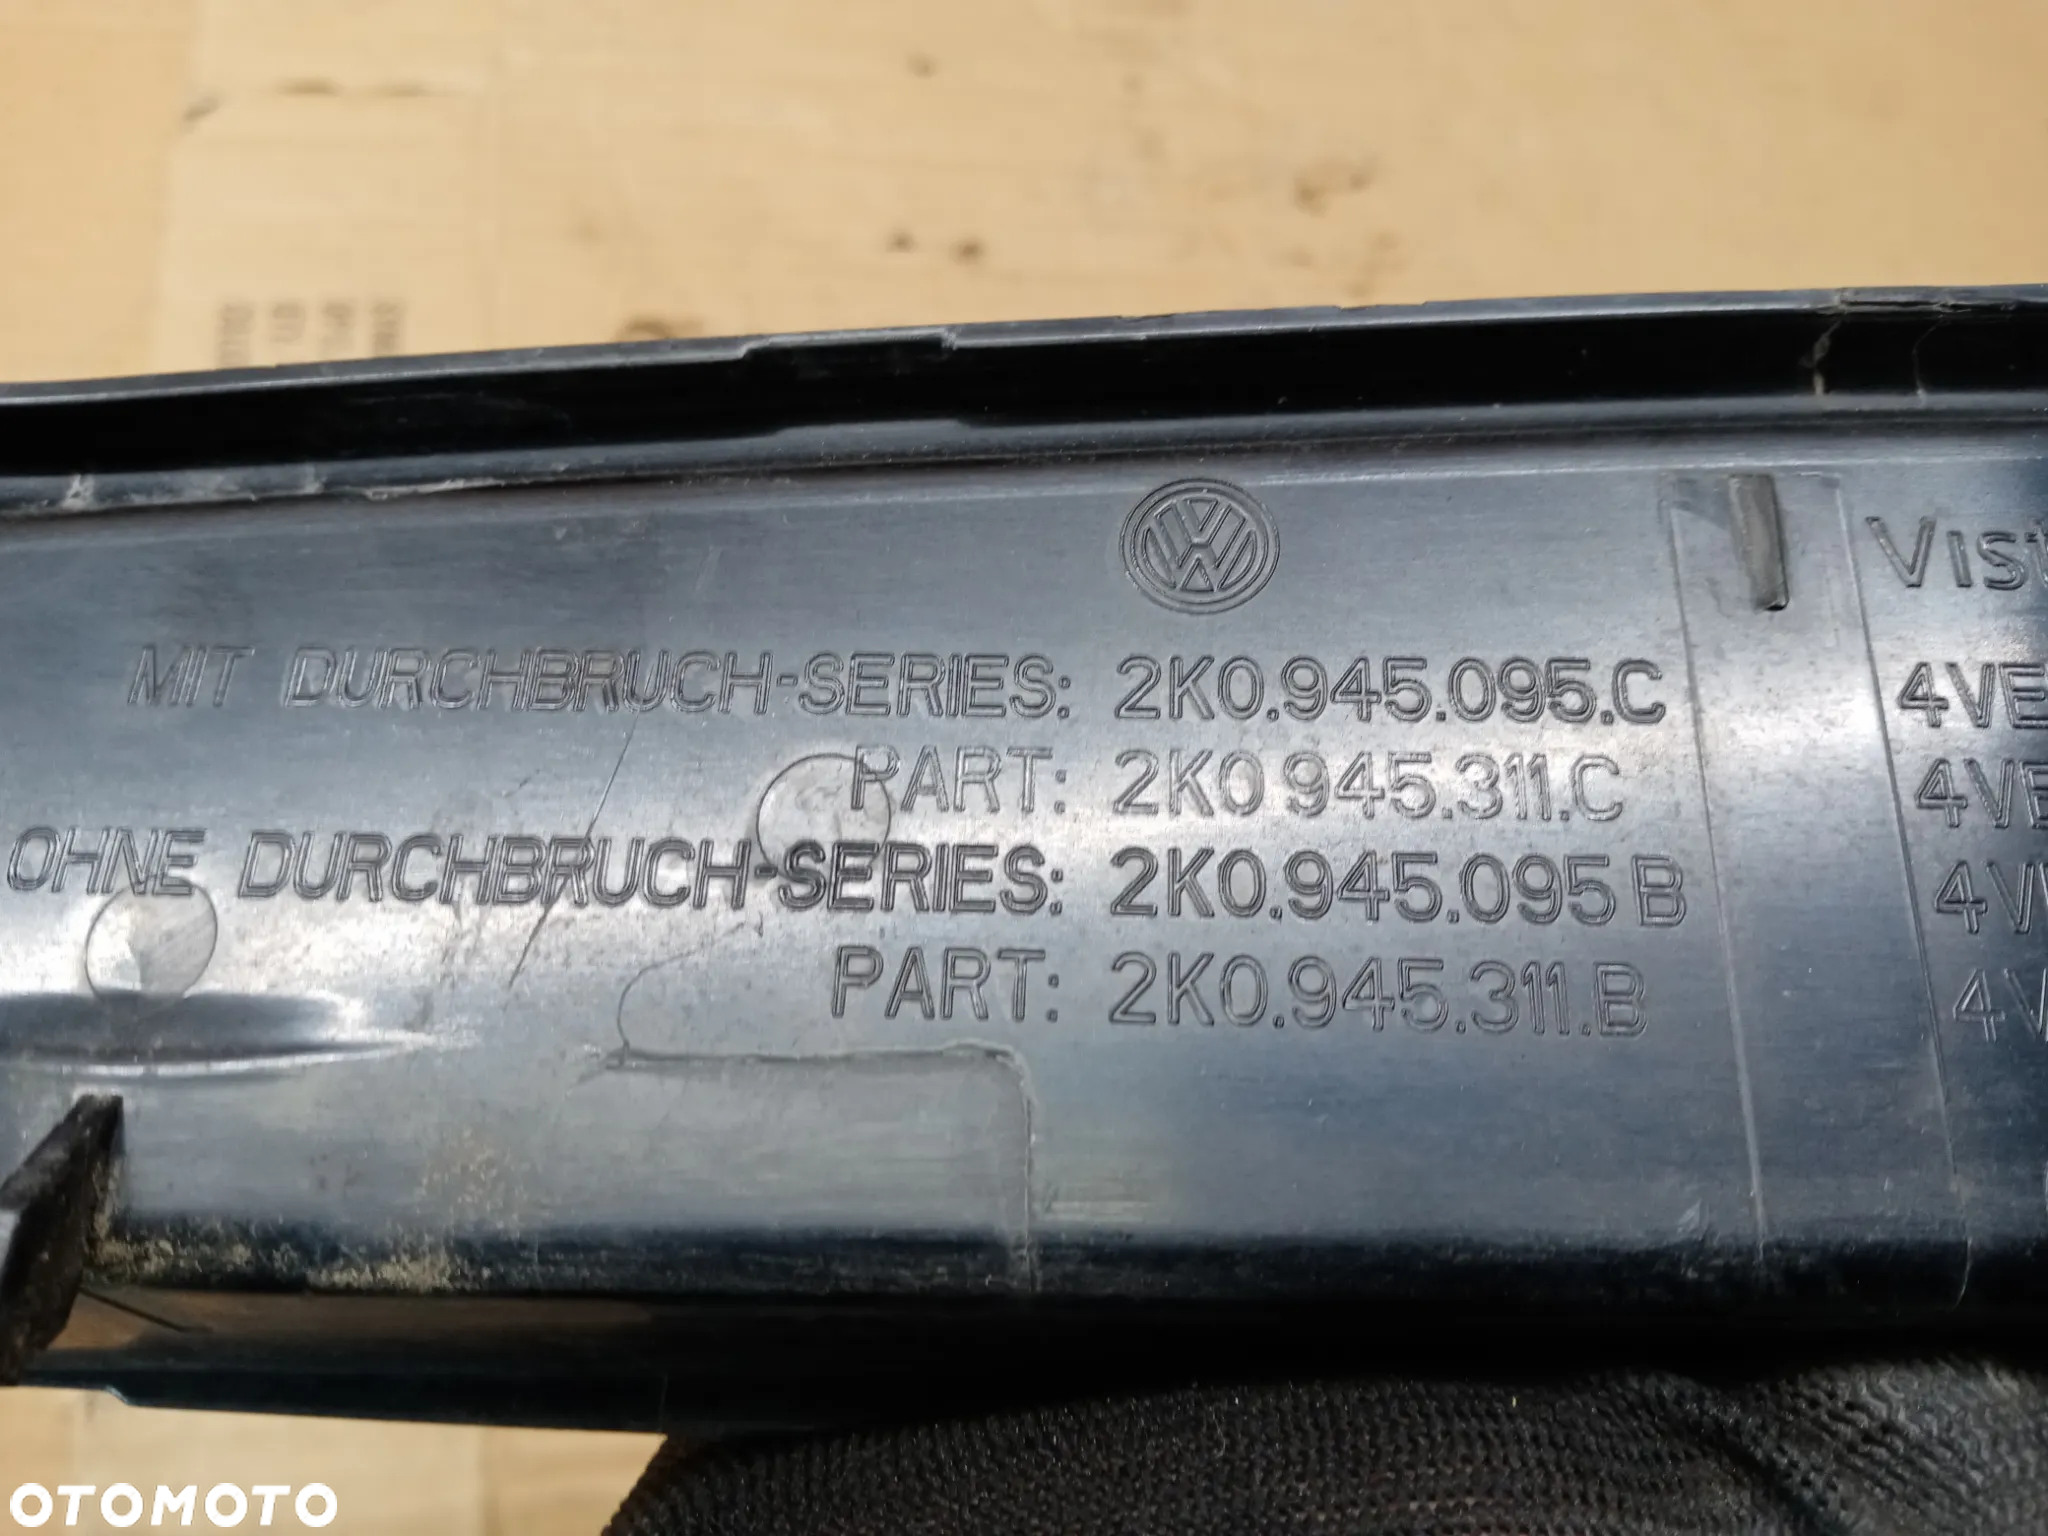 MIT DURCHBRUCH-SERIES: 2K0.945.095.C
PART: 2K0.945.311.C
OHNE DURCHBRUCH-SERIES: 2K0.945.095 B
PART: 2K0.945.311.B
OTOMOTO